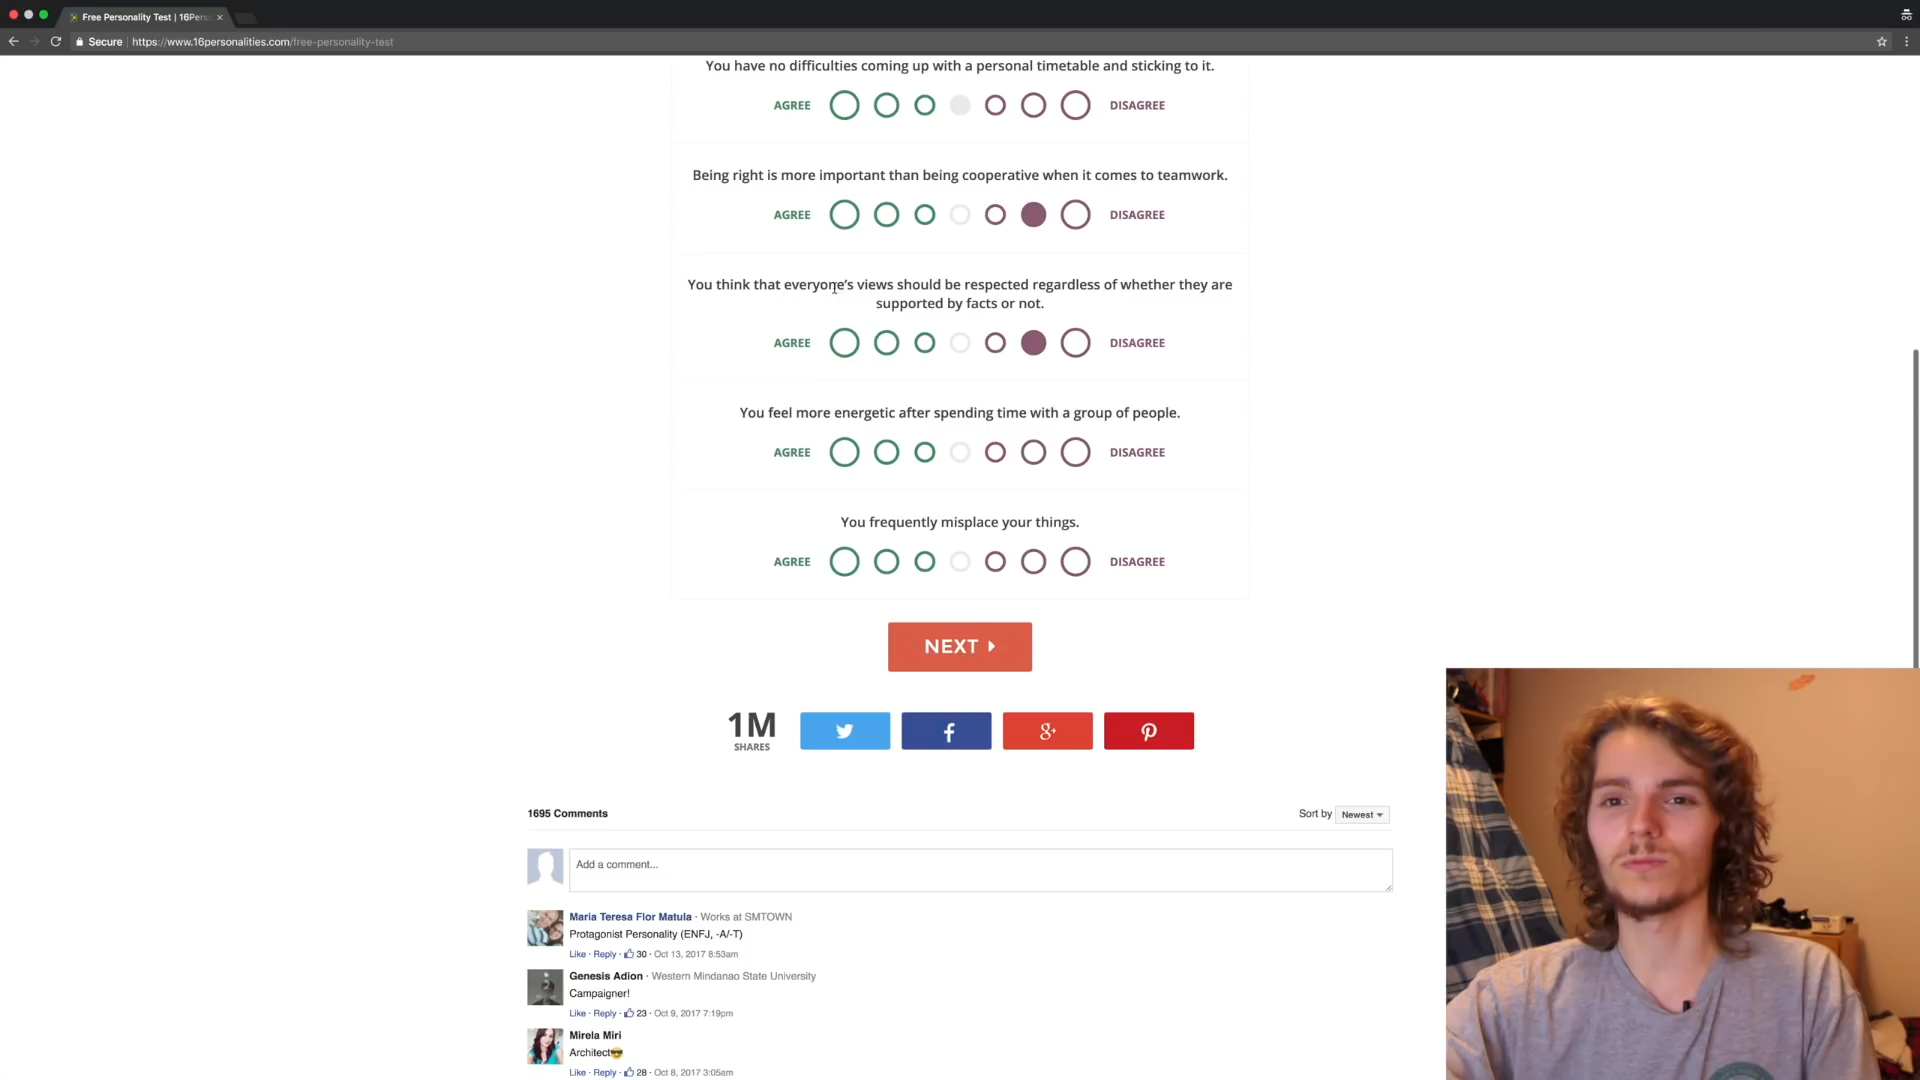 Free Personality Test | 16Pers
Secure https://www.16personalities.com/free-personality-test
You have no difficulties coming up with a personal timetable and sticking to it.
AGREE DISAGREE
Being right is more important than being cooperative when it comes to teamwork.
AGREE DISAGREE
You think that everyone's views should be respected regardless of whether they are
supported by facts or not.
AGREE DISAGREE
You feel more energetic after spending time with a group of people.
AGREE DISAGREE
You frequently misplace your things.
AGREE DISAGREE
NEXT
1M
SHARES
1695 Comments Sort by Newest
Add a comment...
Maria Teresa Flor Matula · Works at SMTOWN
Protagonist Personality (ENFJ, -A/-T)
Like · Reply · 30 · Oct 13, 2017 8:53am
Genesis Adion · Western Mindanao State University
Campaigner!
Like · Reply · 23 · Oct 9, 2017 7:19pm
Mirela Miri
Architect😎
Like · Reply · 28 · Oct 8, 2017 3:05am